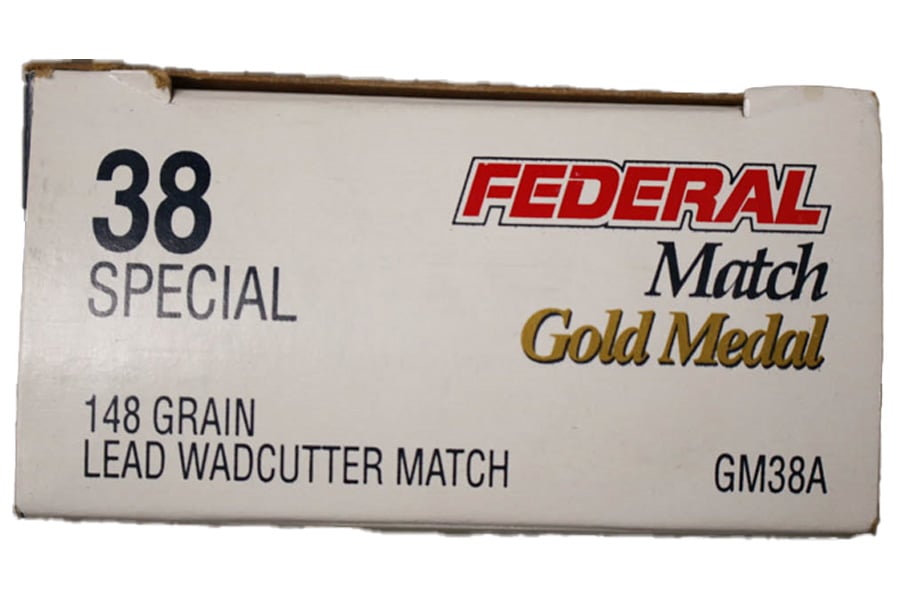 38
SPECIAL
148 GRAIN
LEAD WADCUTTER MATCH
FEDERAL
Match
Gold Medal
GM38A